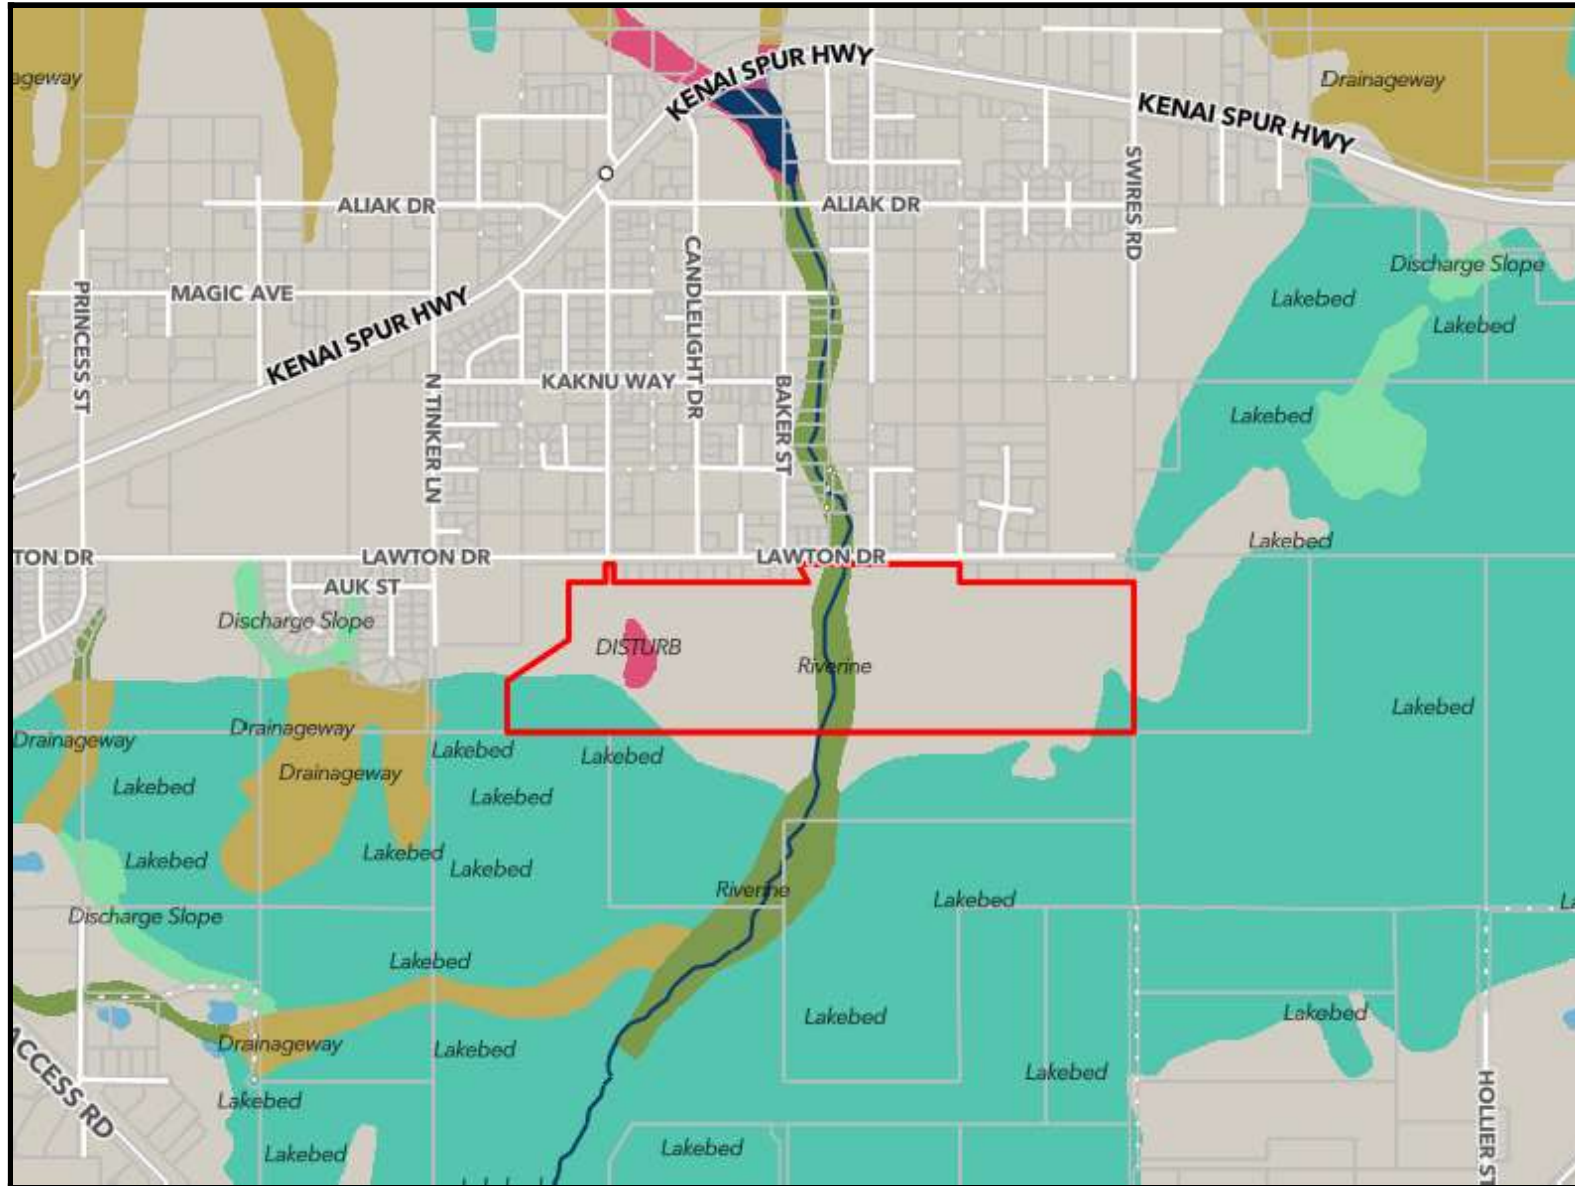 KENAI SPUR HWY
ageway
Drainageway
KENAI SPUR HWY
SWIRES RD
ALIAK DR
ALIAK DR
CANDLELIGHT DR
Discharge Slope
PRINCESS ST
MAGIC AVE
Lakebed
KENAI SPUR HWY
Lakebed
N TINKER LN
KAKNU WAY
BAKER ST
Lakebed
Lakebed
TON DR
LAWTON DR
LAWTON DR
AUK ST
Discharge Slope
DISTURB
Riverine
Lakebed
Drainageway
Drainageway
Lakebed
Lakebed
Drainageway
Lakebed
Lakebed
Lakebed
Lakebed
Lakebed
Riverine
Lakebed
La
Discharge Slope
Lakebed
Lakebed
Lakebed
Drainageway
Lakebed
Lakebed
ACCESS RD
Lakebed
HOLLIER ST
Lakebed
Lakebed